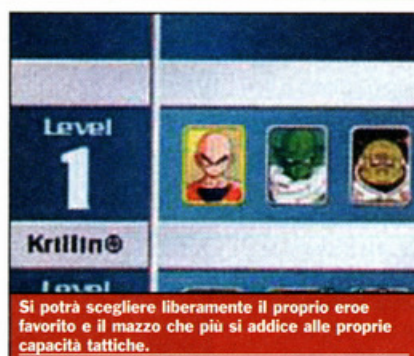 Level
1
Krillin
Level
Si potrà scegliere liberamente il proprio eroe
favorito e il mazzo che più si addice alle proprie
capacità tattiche.